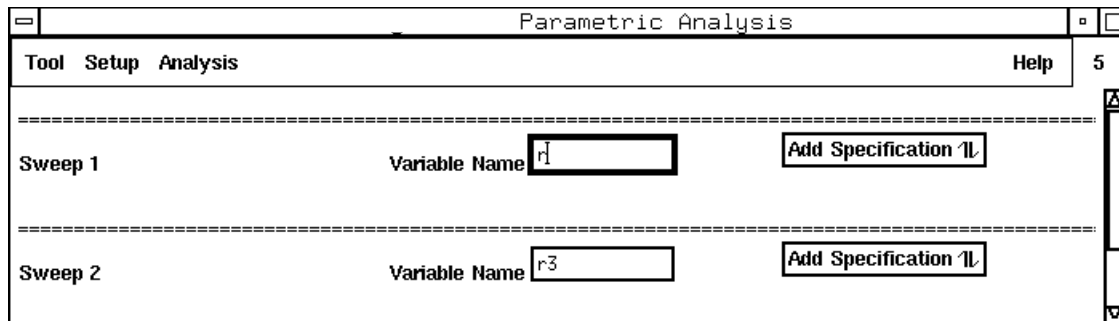 Parametric Analysis
Tool Setup Analysis Help 5
Sweep 1 Variable Name r Add Specification
Sweep 2 Variable Name r3 Add Specification